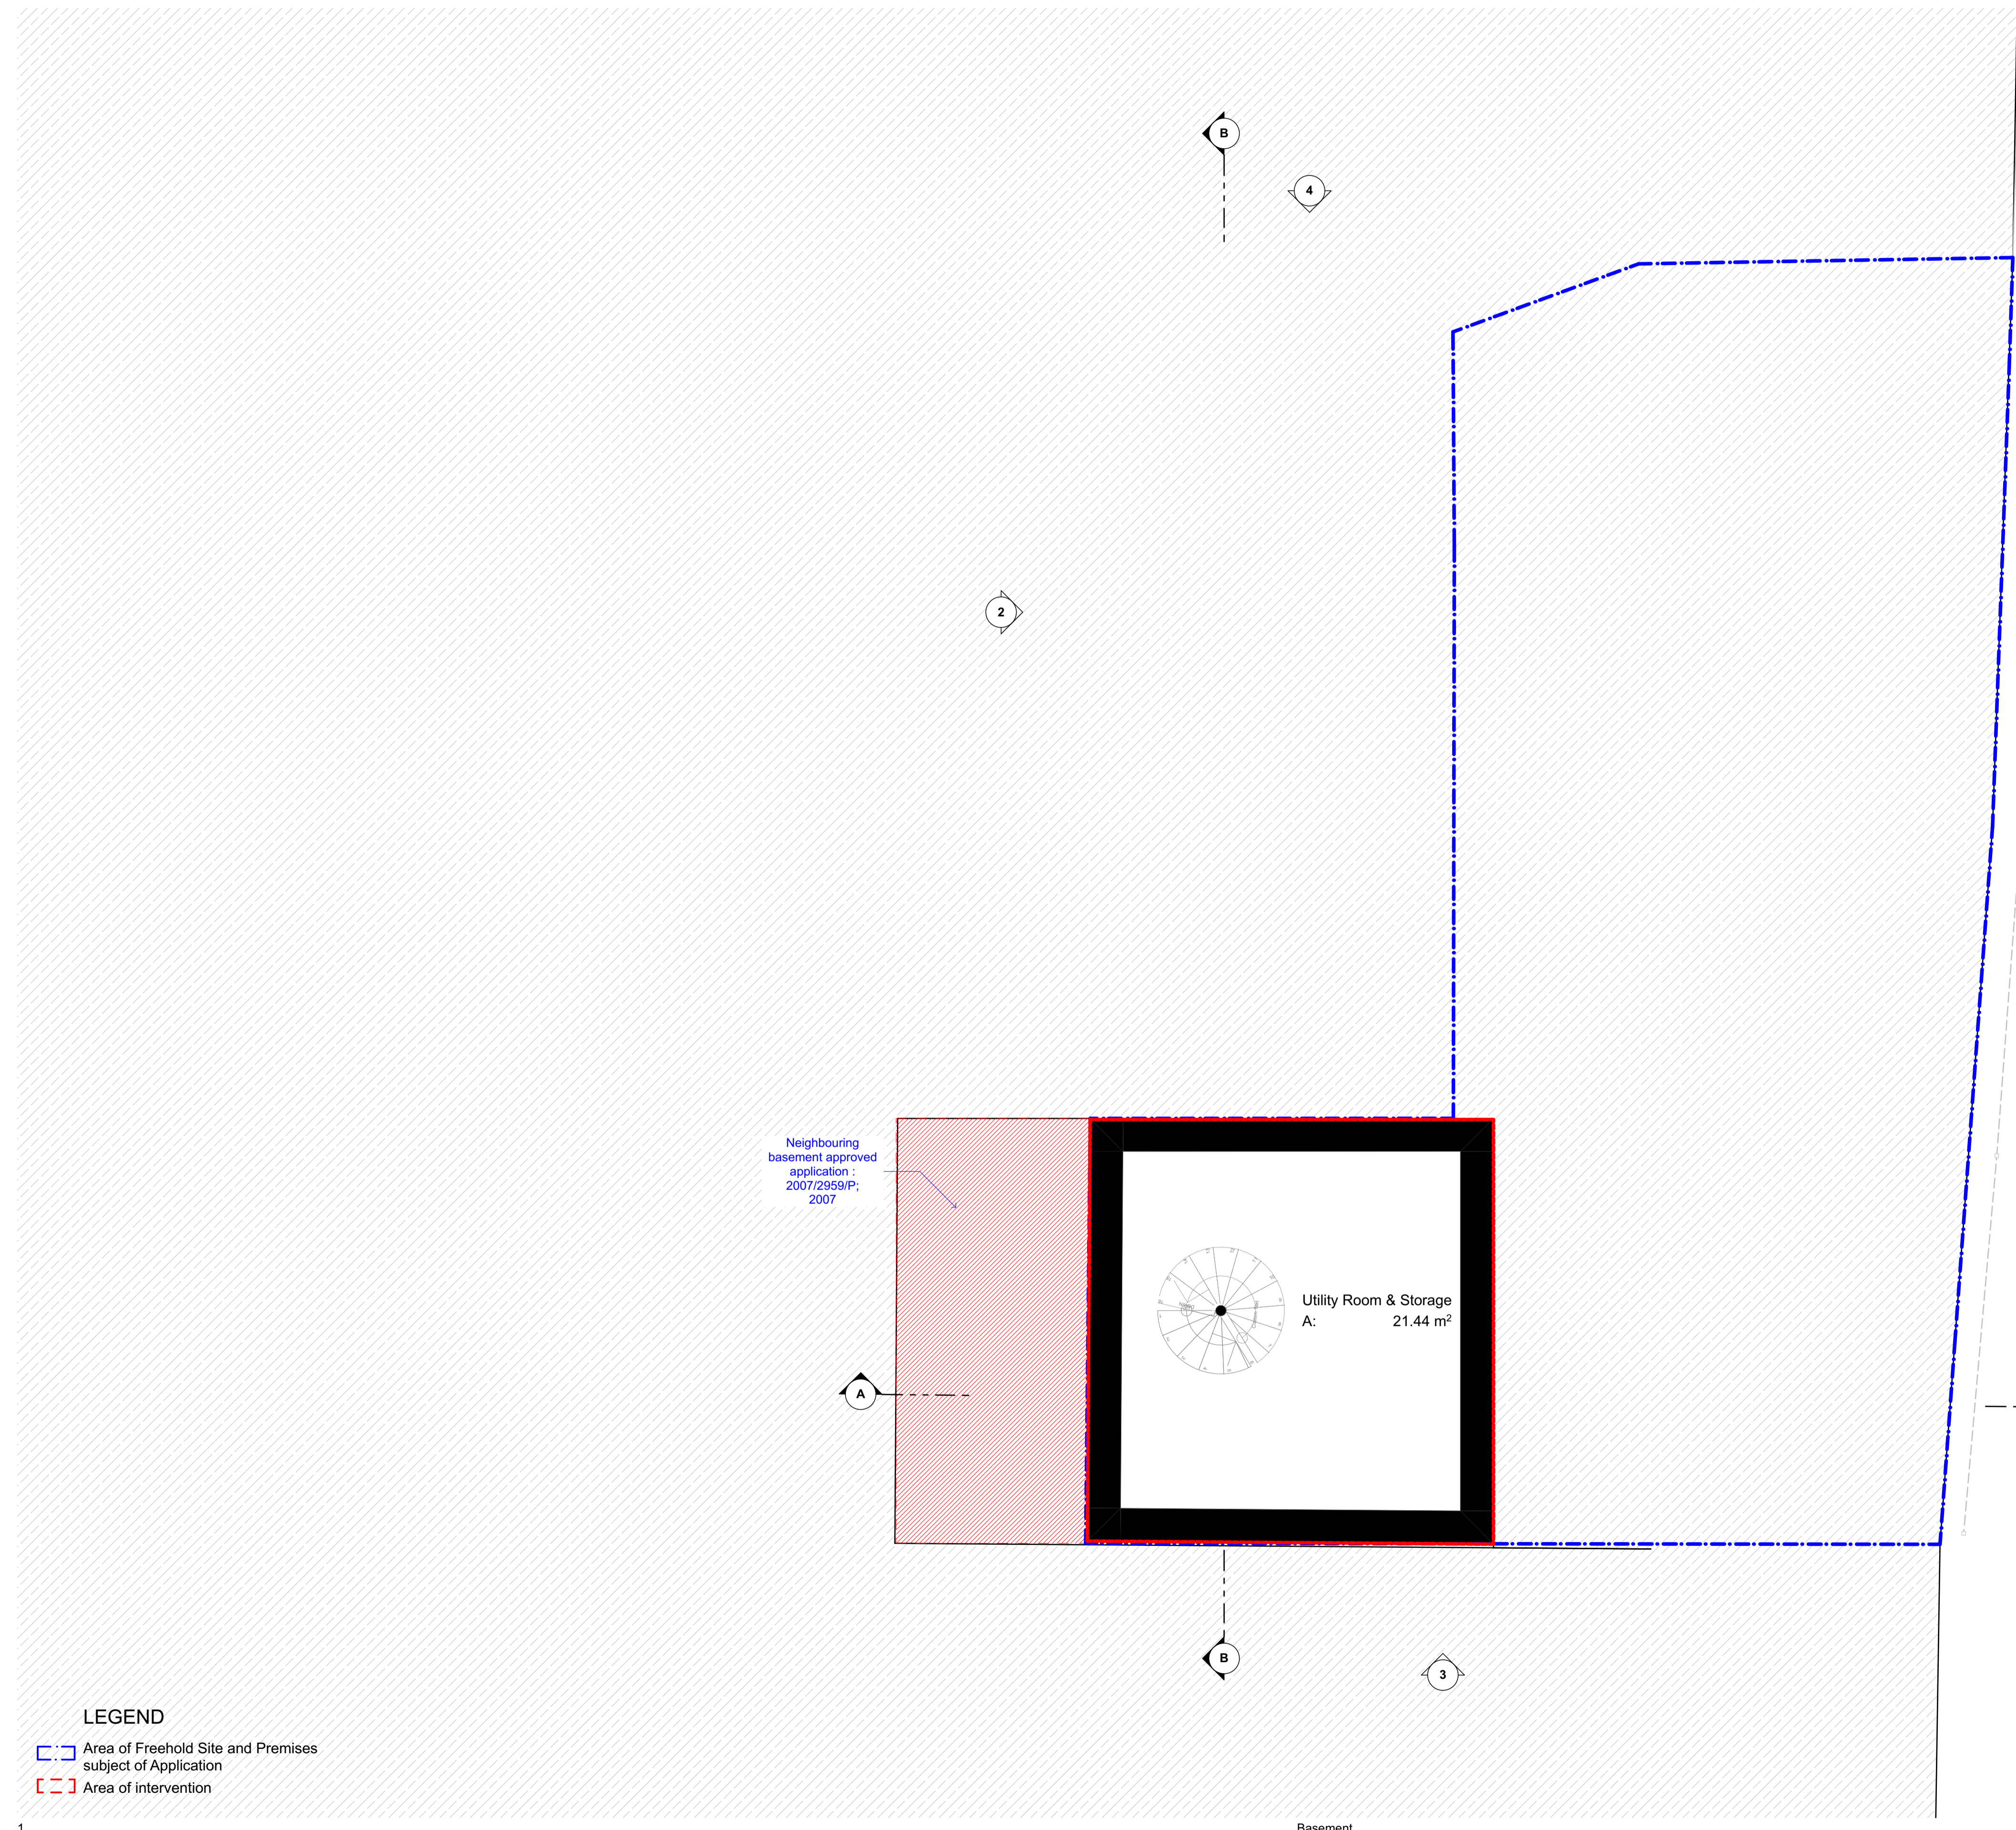 B
4
2
Neighbouring
basement approved
application :
2007/2959/P;
2007
Utility Room & Storage
A: 21.44 m²
A
B
3
LEGEND
Area of Freehold Site and Premises
subject of Application
Area of intervention
1
Basement